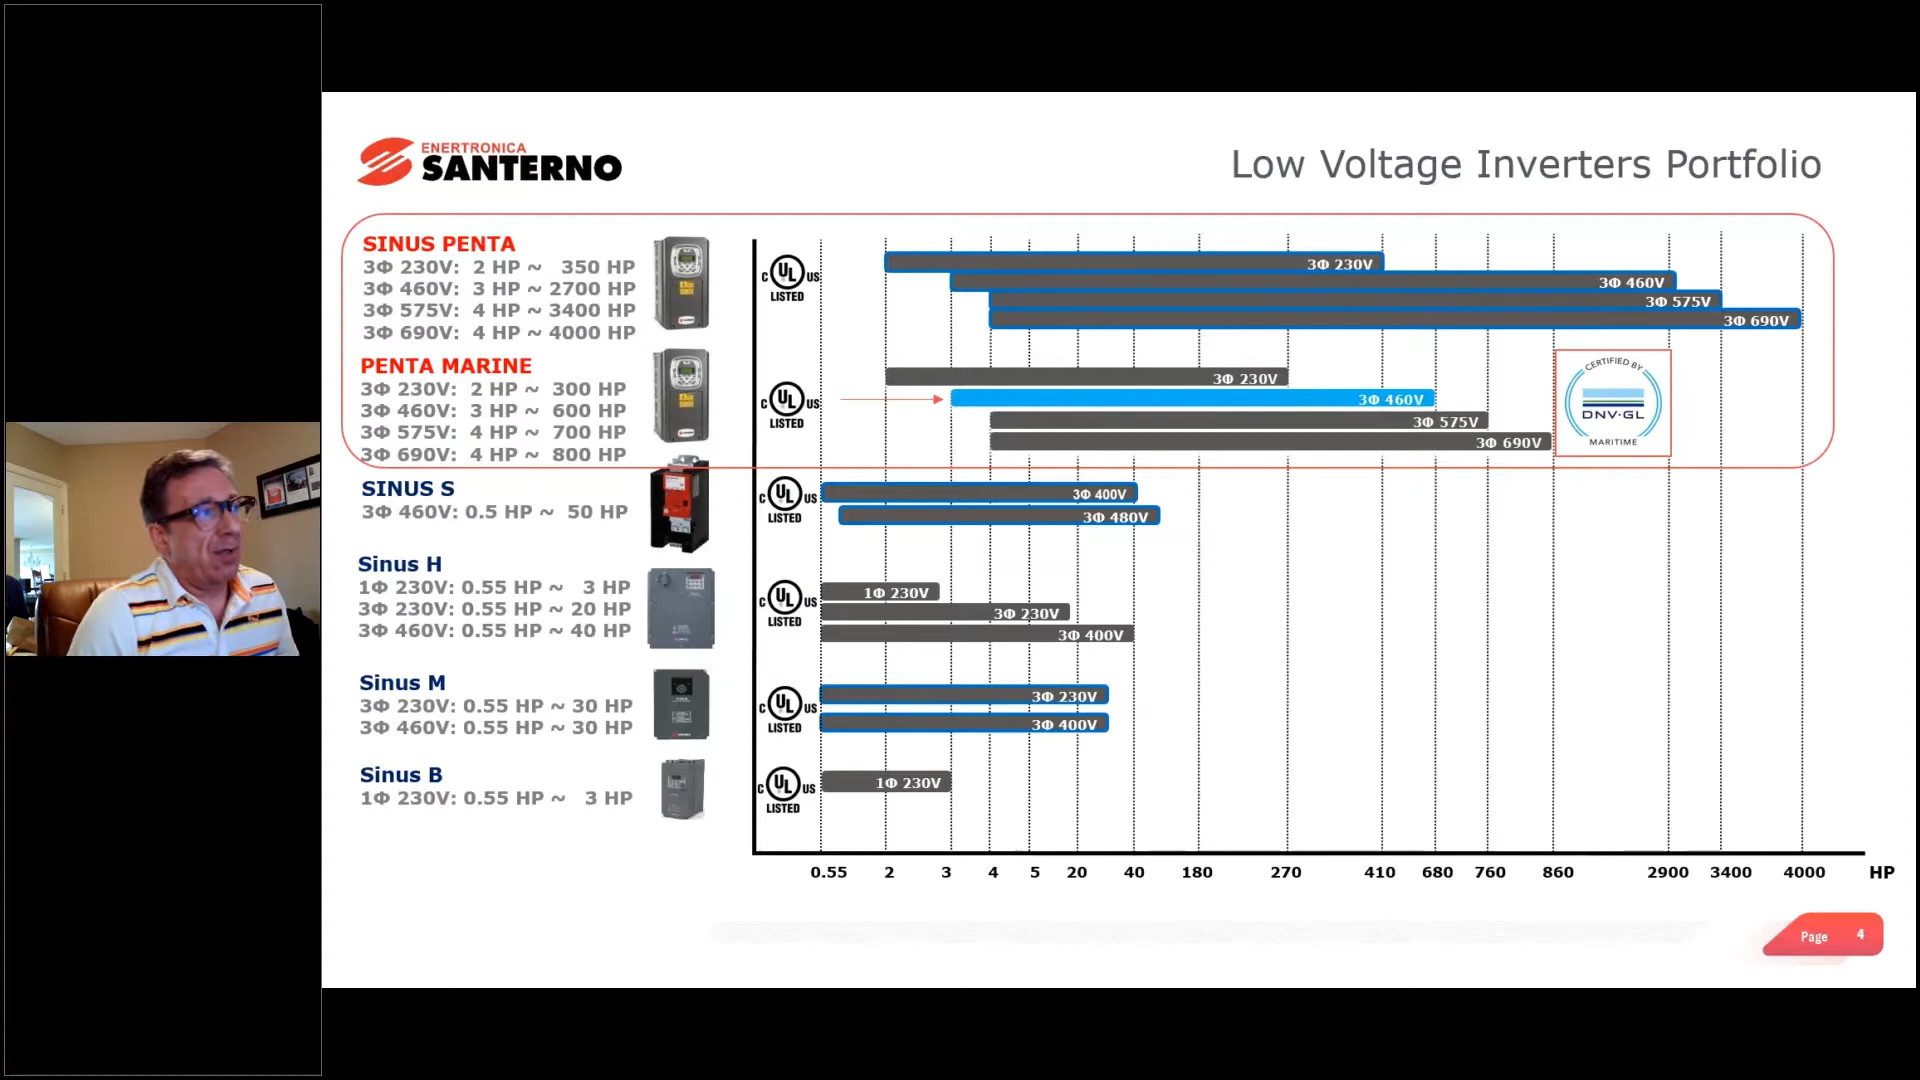 ENERTRONICA
SANTERNO
Low Voltage Inverters Portfolio
SINUS PENTA
3Φ 230V: 2 HP ~ 350 HP
3Φ 460V: 3 HP ~ 2700 HP
3Φ 575V: 4 HP ~ 3400 HP
3Φ 690V: 4 HP ~ 4000 HP
C UL US
LISTED
3Φ 230V
3Φ 460V
3Φ 575V
3Φ 690V
PENTA MARINE
3Φ 230V: 2 HP ~ 300 HP
3Φ 460V: 3 HP ~ 600 HP
3Φ 575V: 4 HP ~ 700 HP
3Φ 690V: 4 HP ~ 800 HP
C UL US
LISTED
3Φ 230V
3Φ 460V
3Φ 575V
3Φ 690V
CERTIFIED BY
DNV·GL
MARITIME
SINUS S
3Φ 460V: 0.5 HP ~ 50 HP
C UL US
LISTED
3Φ 400V
3Φ 480V
Sinus H
1Φ 230V: 0.55 HP ~ 3 HP
3Φ 230V: 0.55 HP ~ 20 HP
3Φ 460V: 0.55 HP ~ 40 HP
C UL US
LISTED
1Φ 230V
3Φ 230V
3Φ 400V
Sinus M
3Φ 230V: 0.55 HP ~ 30 HP
3Φ 460V: 0.55 HP ~ 30 HP
C UL US
LISTED
3Φ 230V
3Φ 400V
Sinus B
1Φ 230V: 0.55 HP ~ 3 HP
C UL US
LISTED
1Φ 230V
0.55 2 3 4 5 20 40 180 270 410 680 760 860 2900 3400 4000 HP
Page 4